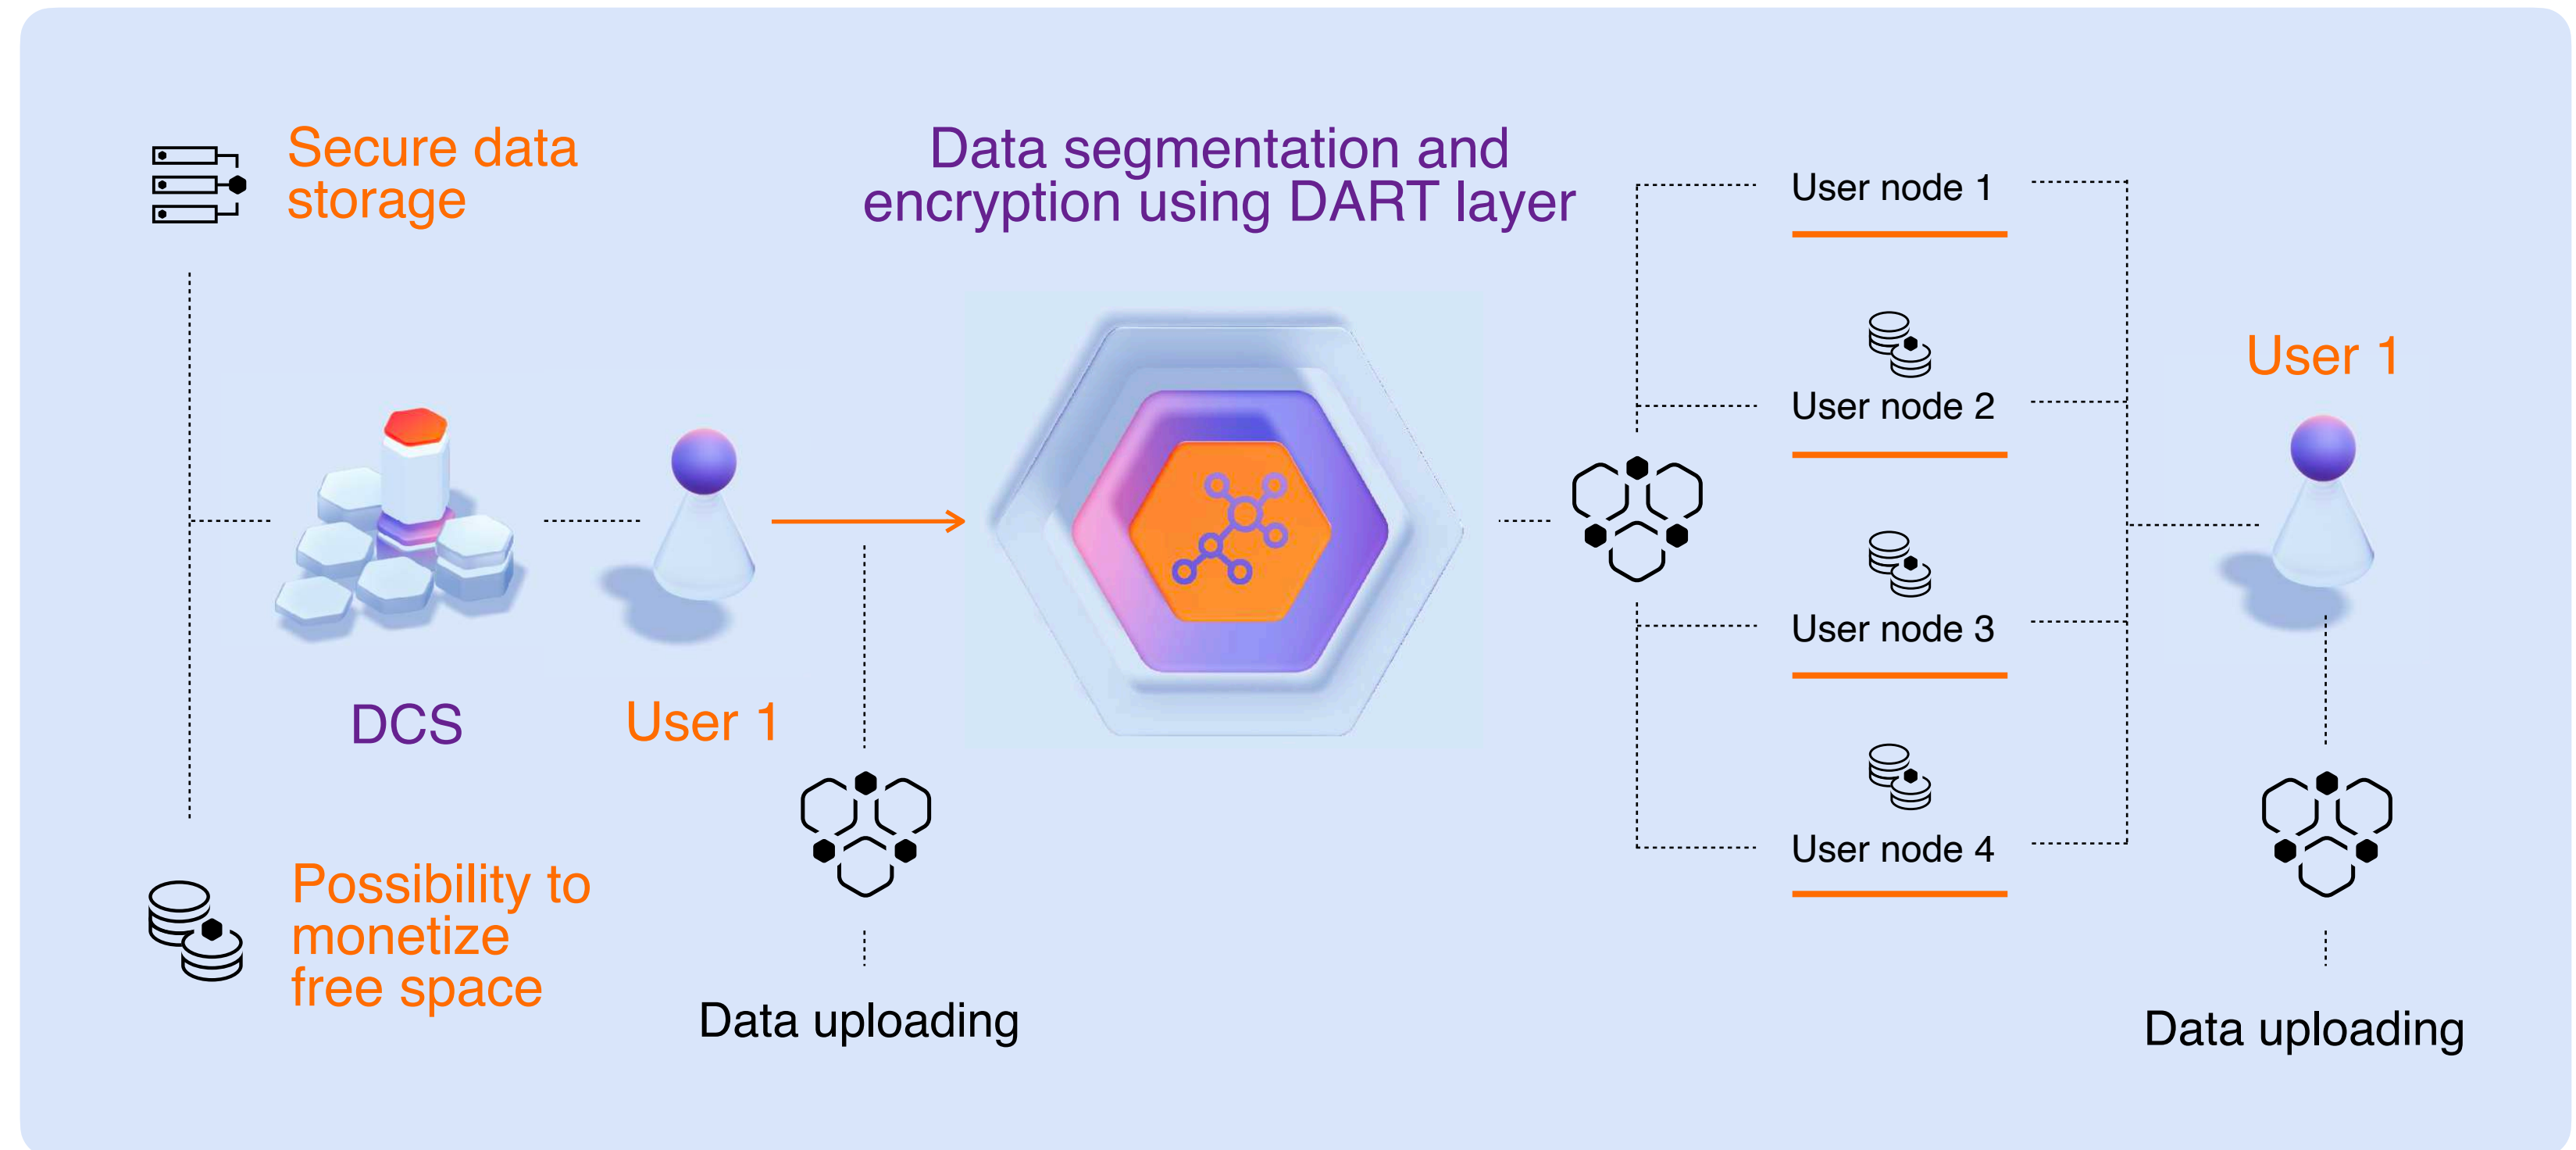 Secure data
storage
Data segmentation and
encryption using DART layer
User node 1
User node 2
User node 3
User node 4
User 1
DCS
User 1
Possibility to
monetize
free space
Data uploading
Data uploading